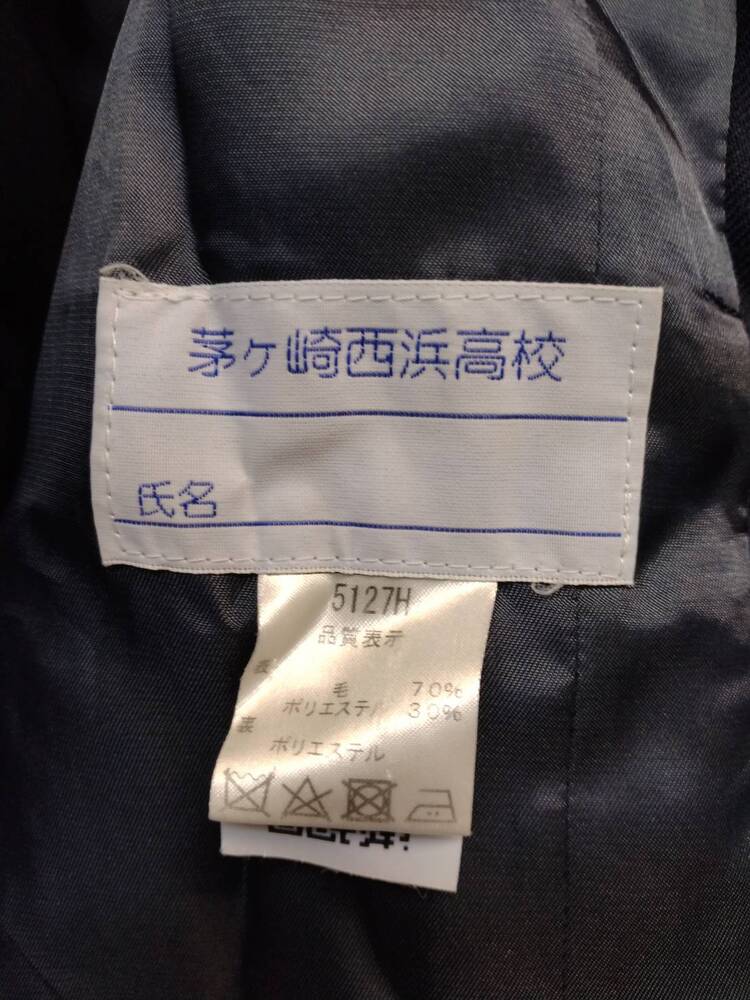 茅ヶ崎西浜高校
氏名
5127H
品質表示
表
毛 70%
ポリエステル 30%
裏
ポリエステル